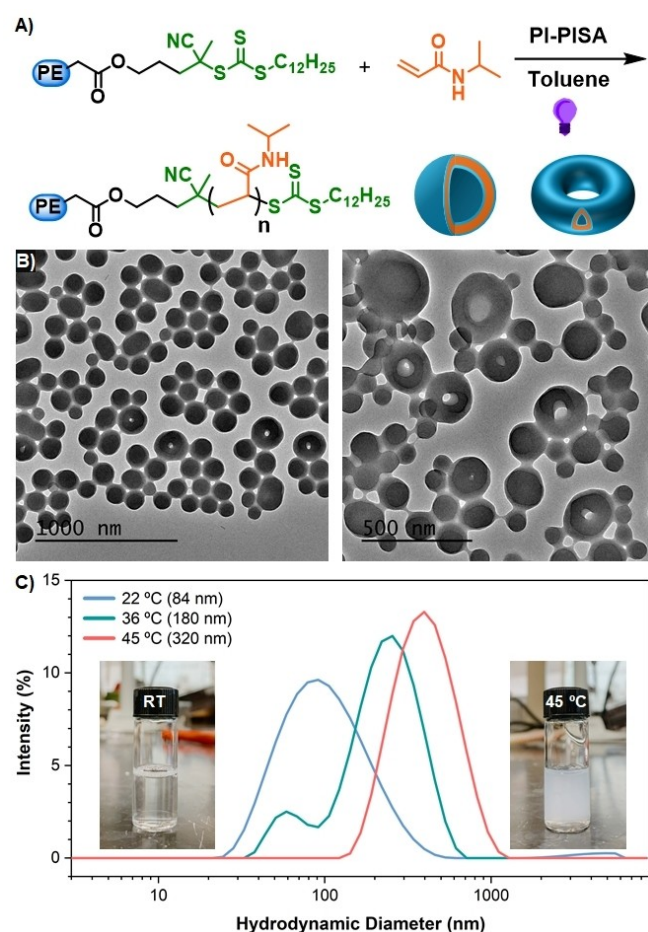 A)
PE
O
O
CN
S
S
S
C12H25
+
O
N
H
PI-PISA
Toluene
PE
O
O
CN
O
NH
n
S
S
S
C12H25
B)
1000 nm
500 nm
C)
15
10
5
0
Intensity (%)
22 ºC (84 nm)
36 ºC (180 nm)
45 ºC (320 nm)
RT
45 ºC
10
100
1000
Hydrodynamic Diameter (nm)